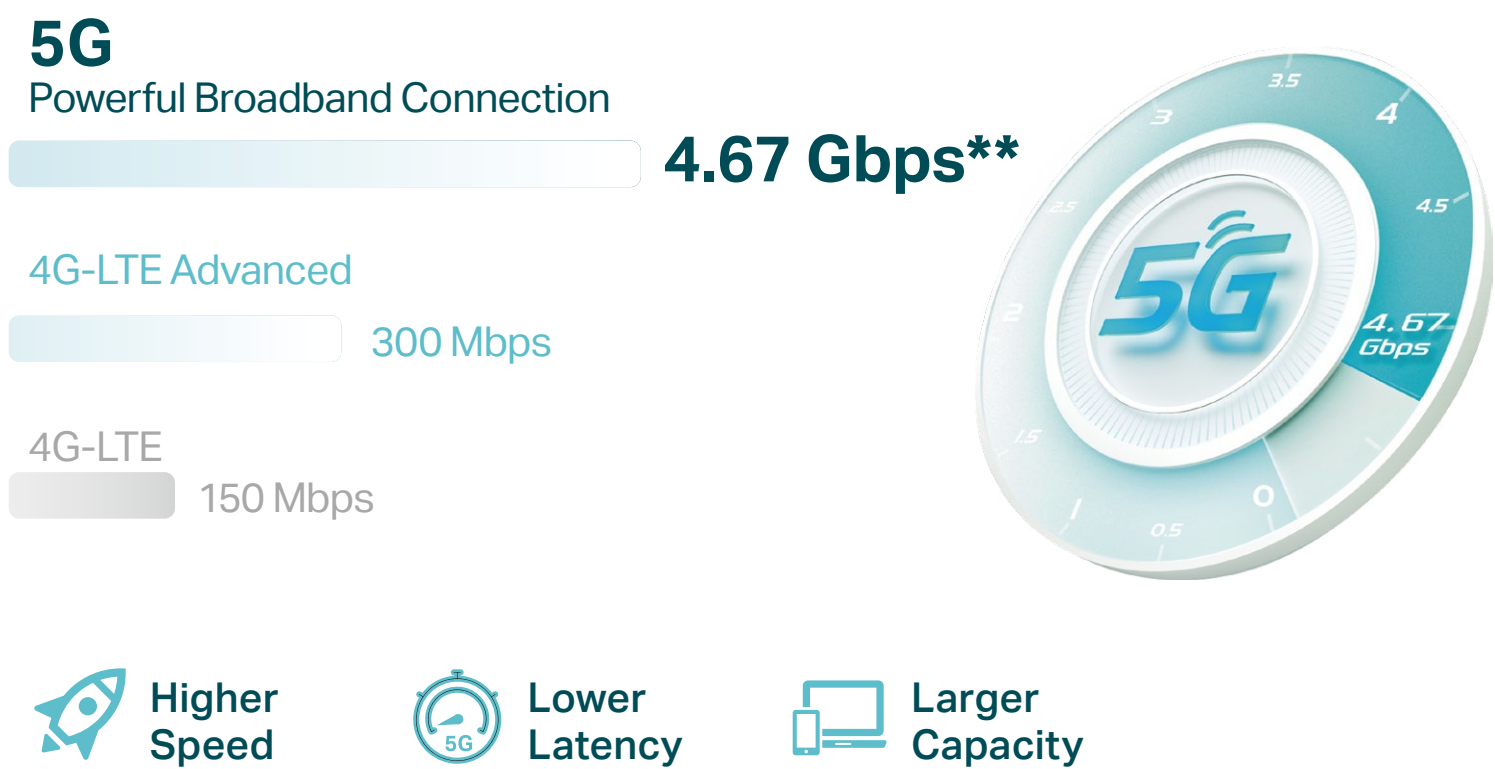 5G
Powerful Broadband Connection
4.67 Gbps**
4G-LTE Advanced
300 Mbps
4G-LTE
150 Mbps
3.5
4
3
4.5
2.5
5G
2
4.67
Gbps
1.5
0
1
0.5
Higher
Speed
5G
Lower
Latency
Larger
Capacity